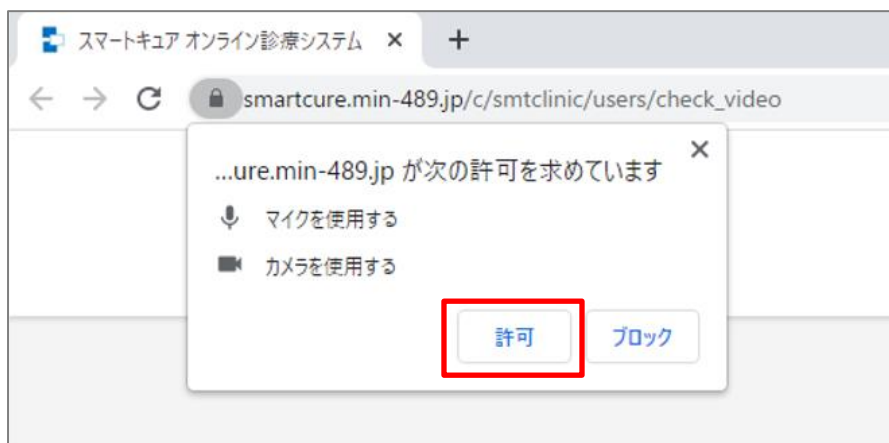 スマートキュア オンライン診療システム
smartcure.min-489.jp/c/smtclinic/users/check_video
...ure.min-489.jp が次の許可を求めています
マイクを使用する
カメラを使用する
許可 ブロック